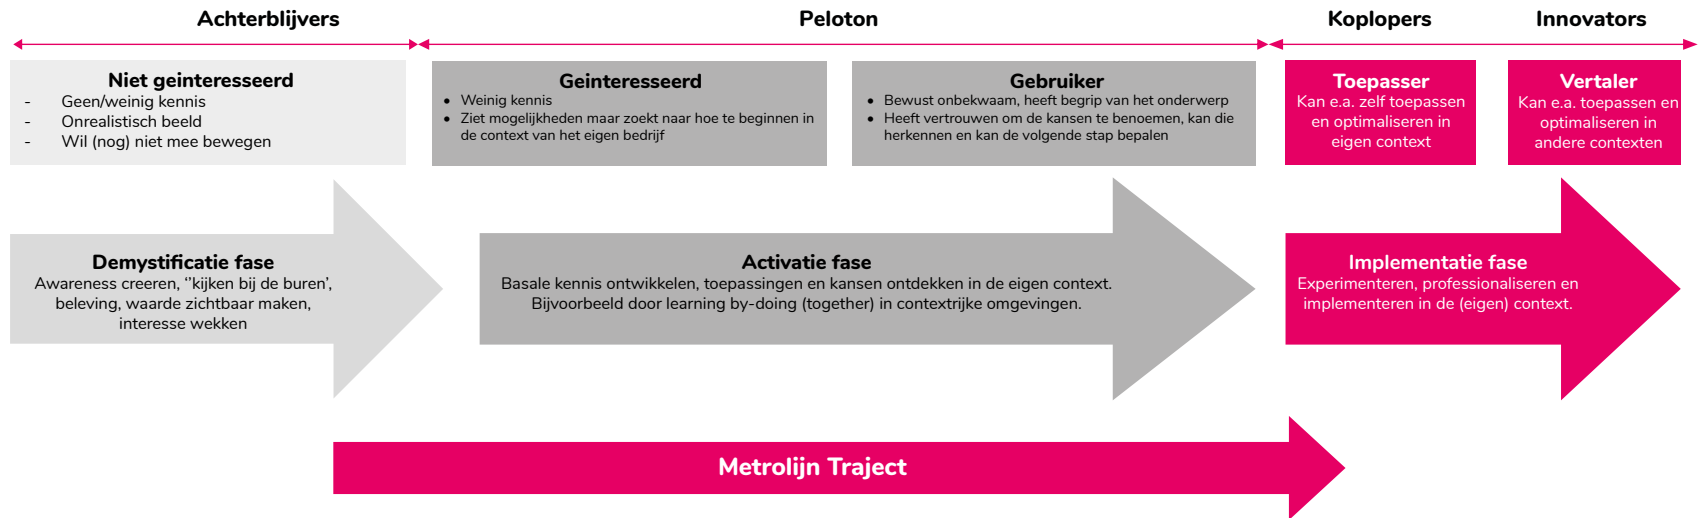 Achterblijvers
Peloton
Koplopers
Innovators
Niet geinteresseerd
- Geen/weinig kennis
- Onrealistisch beeld
- Wil (nog) niet mee bewegen
Geinteresseerd
• Weinig kennis
• Ziet mogelijkheden maar zoekt naar hoe te beginnen in
de context van het eigen bedrijf
Gebruiker
• Bewust onbekwaam, heeft begrip van het onderwerp
• Heeft vertrouwen om de kansen te benoemen, kan die
herkennen en kan de volgende stap bepalen
Toepasser
Kan e.a. zelf toepassen
en optimaliseren in
eigen context
Vertaler
Kan e.a. toepassen en
optimaliseren in
andere contexten
Demystificatie fase
Awareness creeren, ‘’kijken bij de buren’,
beleving, waarde zichtbaar maken,
interesse wekken
Activatie fase
Basale kennis ontwikkelen, toepassingen en kansen ontdekken in de eigen context.
Bijvoorbeeld door learning by-doing (together) in contextrijke omgevingen.
Implementatie fase
Experimenteren, professionaliseren en
implementeren in de (eigen) context.
Metrolijn Traject